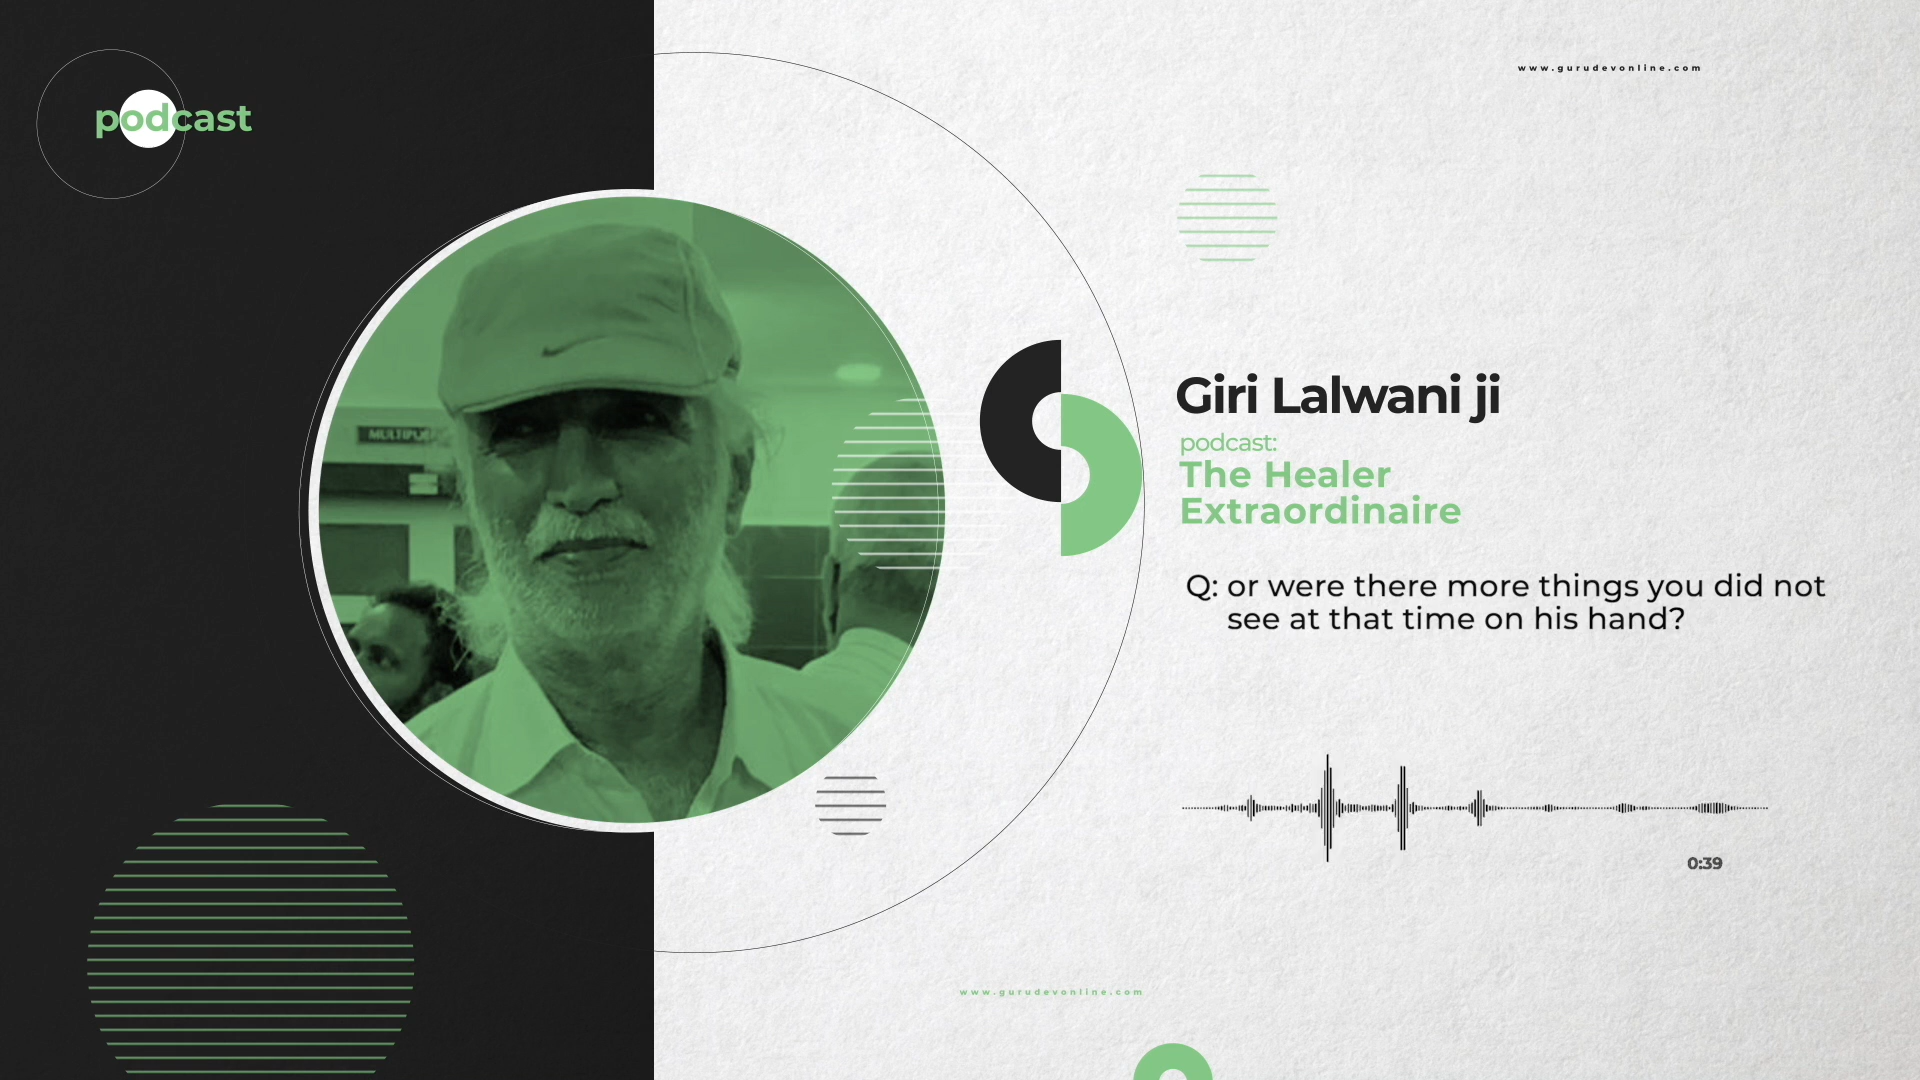 podcast
www.gurudevonline.com
Giri Lalwani ji
podcast:
The Healer
Extraordinaire
Q: or were there more things you did not
see at that time on his hand?
0:39
www.gurudevonline.com